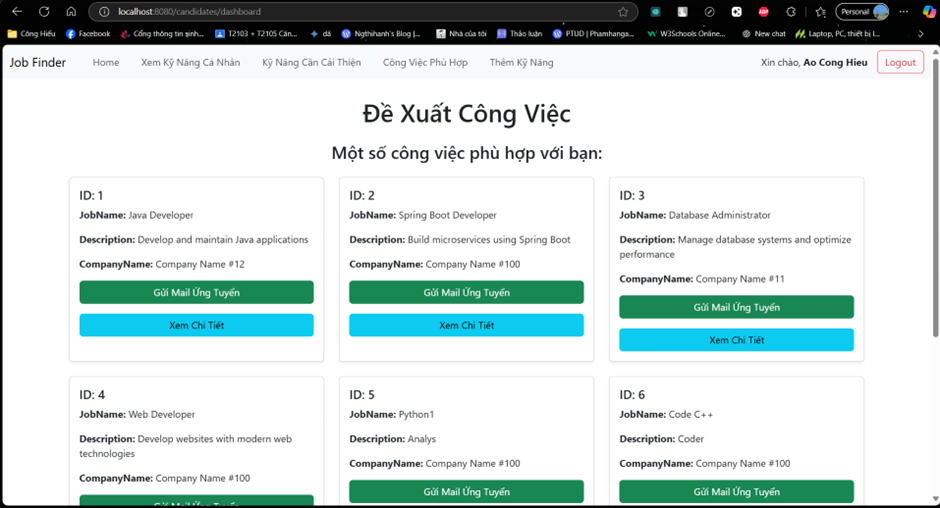 localhost:8080/candidates/dashboard
Personal
Công Hiếu
Facebook
Cổng thông tin sinh...
T2103 + T2105 Căn...
dá
Ngthihanh's Blog |...
Nhà của tôi
Thảo luận
PTUD | Phamhanga...
W3Schools Online...
New chat
Laptop, PC, thiết bị l...
Job Finder
Home
Xem Kỹ Năng Cá Nhân
Kỹ Năng Cần Cải Thiện
Công Việc Phù Hợp
Thêm Kỹ Năng
Xin chào, Ao Cong Hieu
Logout
Đề Xuất Công Việc
Một số công việc phù hợp với bạn:
ID: 1
JobName: Java Developer
Description: Develop and maintain Java applications
CompanyName: Company Name #12
Gửi Mail Ứng Tuyển
Xem Chi Tiết
ID: 2
JobName: Spring Boot Developer
Description: Build microservices using Spring Boot
CompanyName: Company Name #100
Gửi Mail Ứng Tuyển
Xem Chi Tiết
ID: 3
JobName: Database Administrator
Description: Manage database systems and optimize
performance
CompanyName: Company Name #11
Gửi Mail Ứng Tuyển
Xem Chi Tiết
ID: 4
JobName: Web Developer
Description: Develop websites with modern web
technologies
CompanyName: Company Name #100
Gửi Mail Ứng Tuyển
ID: 5
JobName: Python1
Description: Analys
CompanyName: Company Name #100
Gửi Mail Ứng Tuyển
ID: 6
JobName: Code C++
Description: Coder
CompanyName: Company Name #100
Gửi Mail Ứng Tuyển